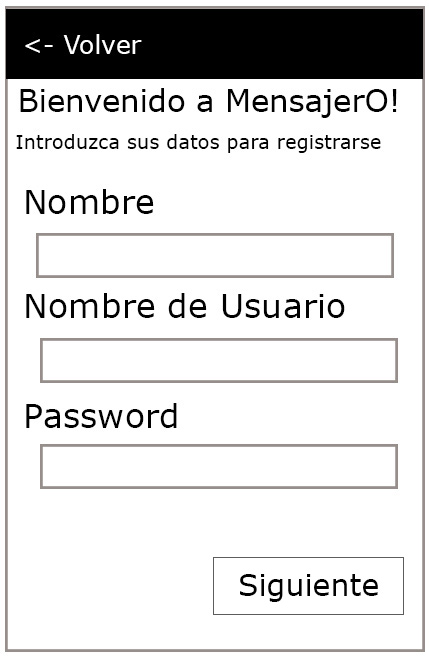 <- Volver
Bienvenido a MensajerO!
Introduzca sus datos para registrarse
Nombre
Nombre de Usuario
Password
Siguiente